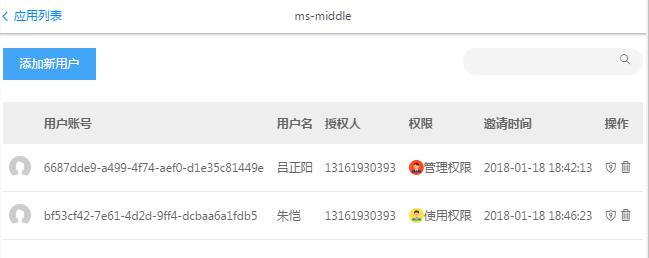 应用列表 ms-middle
添加新用户
用户账号 用户名 授权人 权限 邀请时间 操作
6687dde9-a499-4f74-aef0-d1e35c81449e 吕正阳 13161930393 管理权限 2018-01-18 18:42:13
bf53cf42-7e61-4d2d-9ff4-dcbaa6a1fdb5 朱恺 13161930393 使用权限 2018-01-18 18:46:23